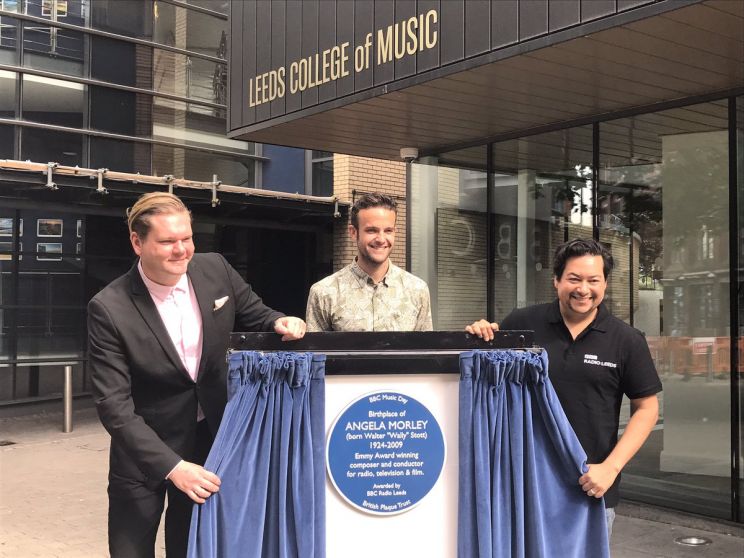 LEEDS COLLEGE of MUSIC
BBC
RADIO LEEDS
BBC Music Day
Birthplace of
ANGELA MORLEY
(born Walter "Wally" Stott)
1924-2009
Emmy Award winning
composer and conductor
for radio, television & film.
Awarded by
BBC Radio Leeds
British Plaque Trust